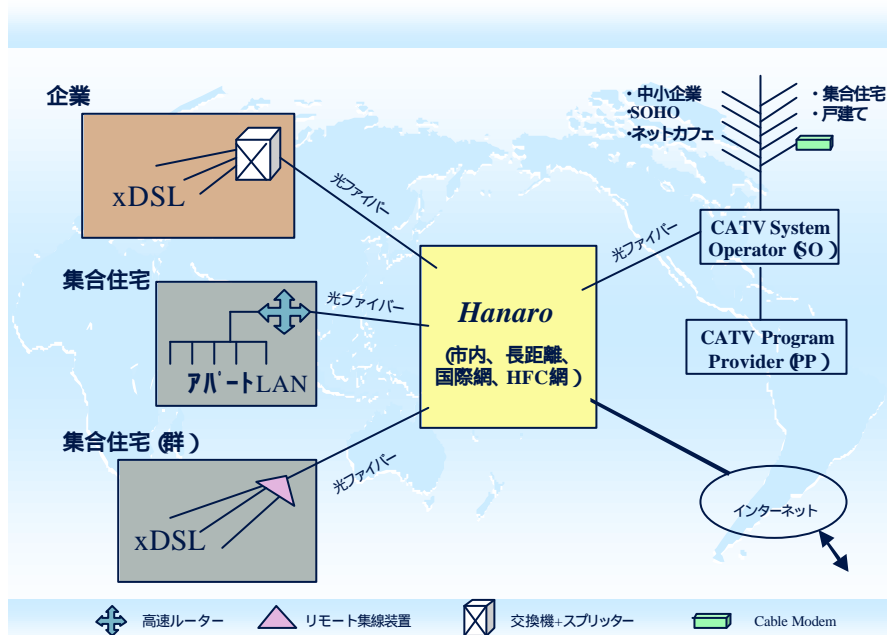 企業
xDSL
光ファイバー
集合住宅
アパートLAN
光ファイバー
集合住宅（群）
xDSL
光ファイバー
Hanaro
（市内、長距離、
国際網、HFC網）
光ファイバー
・中小企業
・SOHO
・ネットカフェ
・集合住宅
・戸建て
CATV System
Operator（SO）
CATV Program
Provider（PP）
インターネット
高速ルーター
リモート集線装置
交換機+スプリッター
Cable Modem